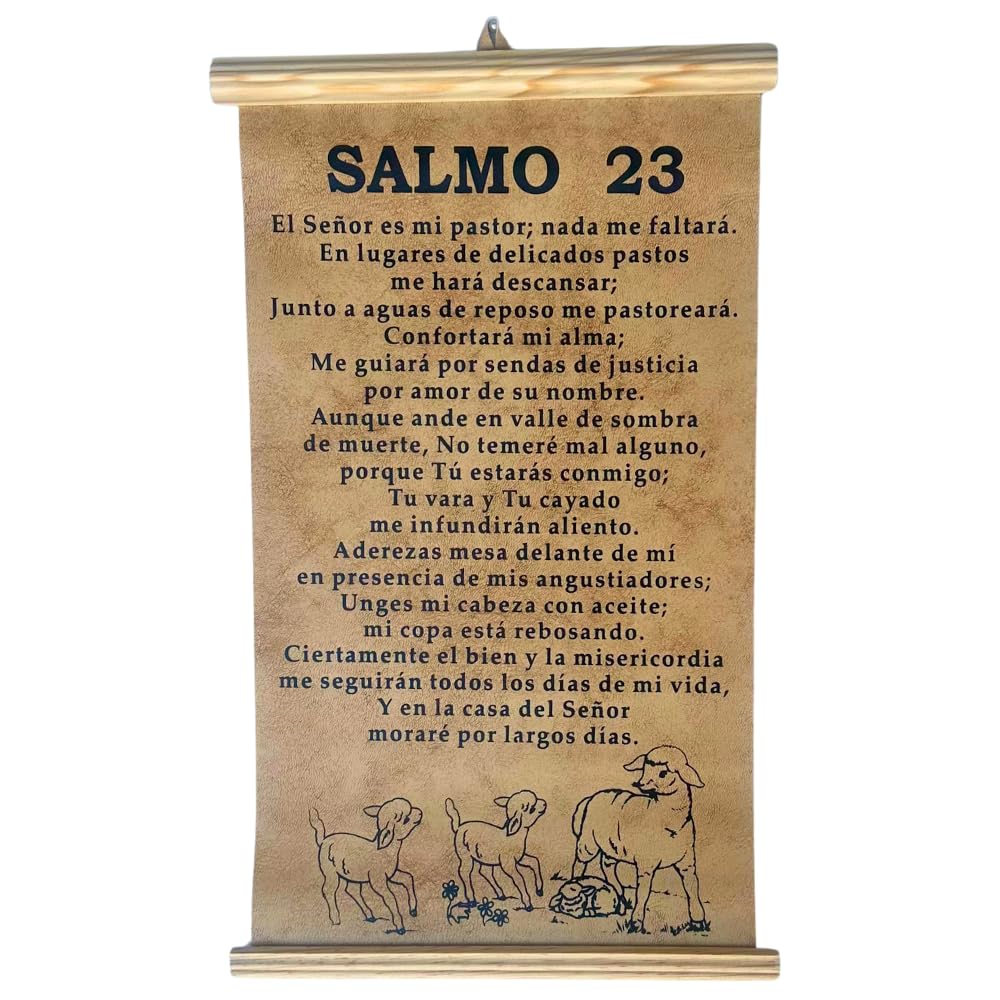 SALMO 23
El Señor es mi pastor; nada me faltará.
En lugares de delicados pastos
me hará descansar;
Junto a aguas de reposo me pastoreará.
Confortará mi alma;
Me guiará por sendas de justicia
por amor de su nombre.
Aunque ande en valle de sombra
de muerte, No temeré mal alguno,
porque Tú estarás conmigo;
Tu vara y Tu cayado
me infundirán aliento.
Aderezas mesa delante de mí
en presencia de mis angustiadores;
Unges mi cabeza con aceite;
mi copa está rebosando.
Ciertamente el bien y la misericordia
me seguirán todos los días de mi vida,
Y en la casa del Señor
moraré por largos días.